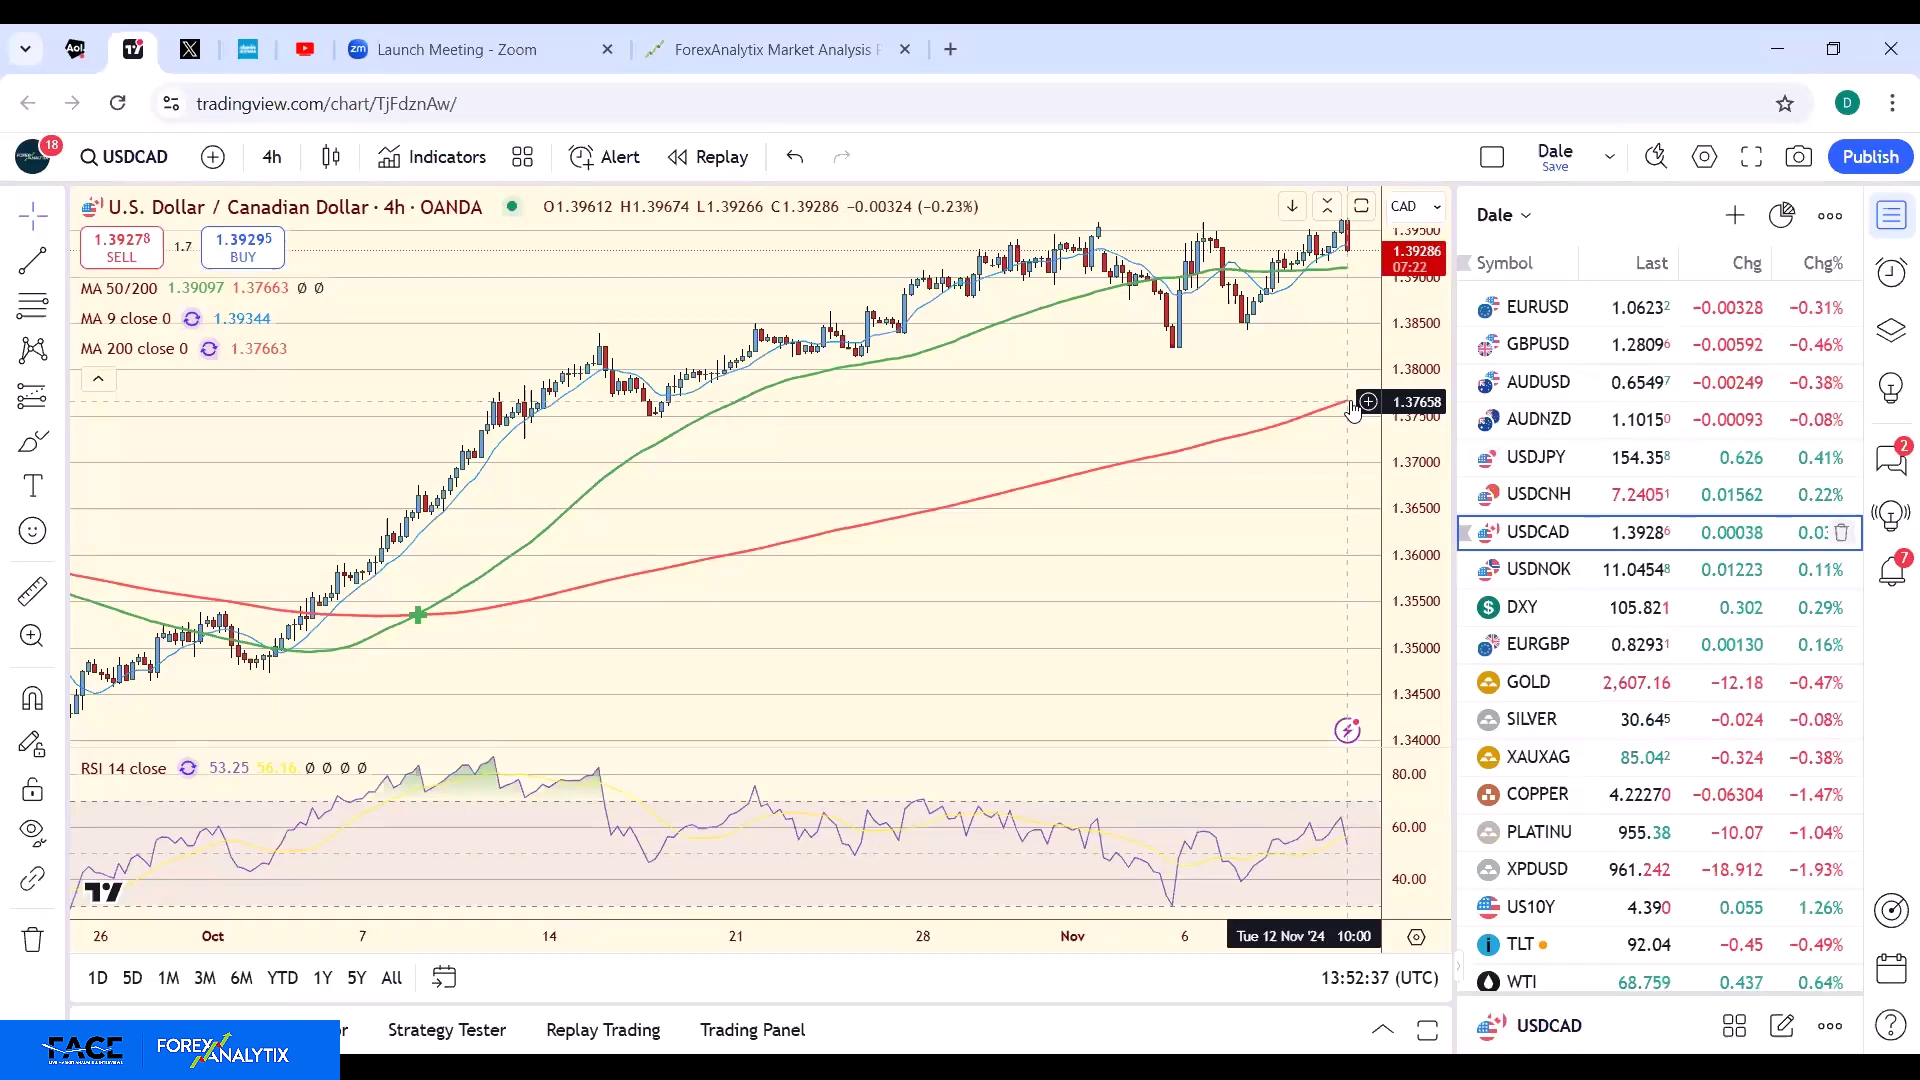 Aol.
Launch Meeting - Zoom
ForexAnalytix Market Analysis
tradingview.com/chart/TjFdznAw/
D
18
USDCAD
4h
Indicators
Alert
Replay
Dale
Save
Publish
U.S. Dollar / Canadian Dollar · 4h · OANDA
O1.39612 H1.39674 L1.39266 C1.39286 −0.00324 (−0.23%)
CAD
1.39278
SELL
1.7
1.39295
BUY
MA 50/200 1.39097 1.37663 Ø Ø
MA 9 close 0 1.39344
MA 200 close 0 1.37663
1.39500
1.39286
07:22
1.39000
1.38500
1.38000
1.37658
1.37500
1.37000
1.36500
1.36000
1.35500
1.35000
1.34500
1.34000
RSI 14 close 53.25 56.16 Ø Ø Ø Ø
80.00
60.00
40.00
26 Oct 7 14 21 28 Nov 6 Tue 12 Nov '24 10:00
1D 5D 1M 3M 6M YTD 1Y 5Y All
13:52:37 (UTC)
Strategy Tester Replay Trading Trading Panel
FACE
FOREX ANALYTIX
Dale
Symbol Last Chg Chg%
EURUSD 1.06232 −0.00328 −0.31%
GBPUSD 1.28096 −0.00592 −0.46%
AUDUSD 0.65497 −0.00249 −0.38%
AUDNZD 1.10150 −0.00093 −0.08%
USDJPY 154.358 0.626 0.41%
USDCNH 7.24051 0.01562 0.22%
USDCAD 1.39286 0.00038
USDNOK 11.04548 0.01223 0.11%
DXY 105.821 0.302 0.29%
EURGBP 0.82931 0.00130 0.16%
GOLD 2,607.16 −12.18 −0.47%
SILVER 30.645 −0.024 −0.08%
XAUXAG 85.042 −0.324 −0.38%
COPPER 4.22270 −0.06304 −1.47%
PLATINU 955.38 −10.07 −1.04%
XPDUSD 961.242 −18.912 −1.93%
US10Y 4.390 0.055 1.26%
TLT 92.04 −0.45 −0.49%
WTI 68.759 0.437 0.64%
USDCAD
2
7